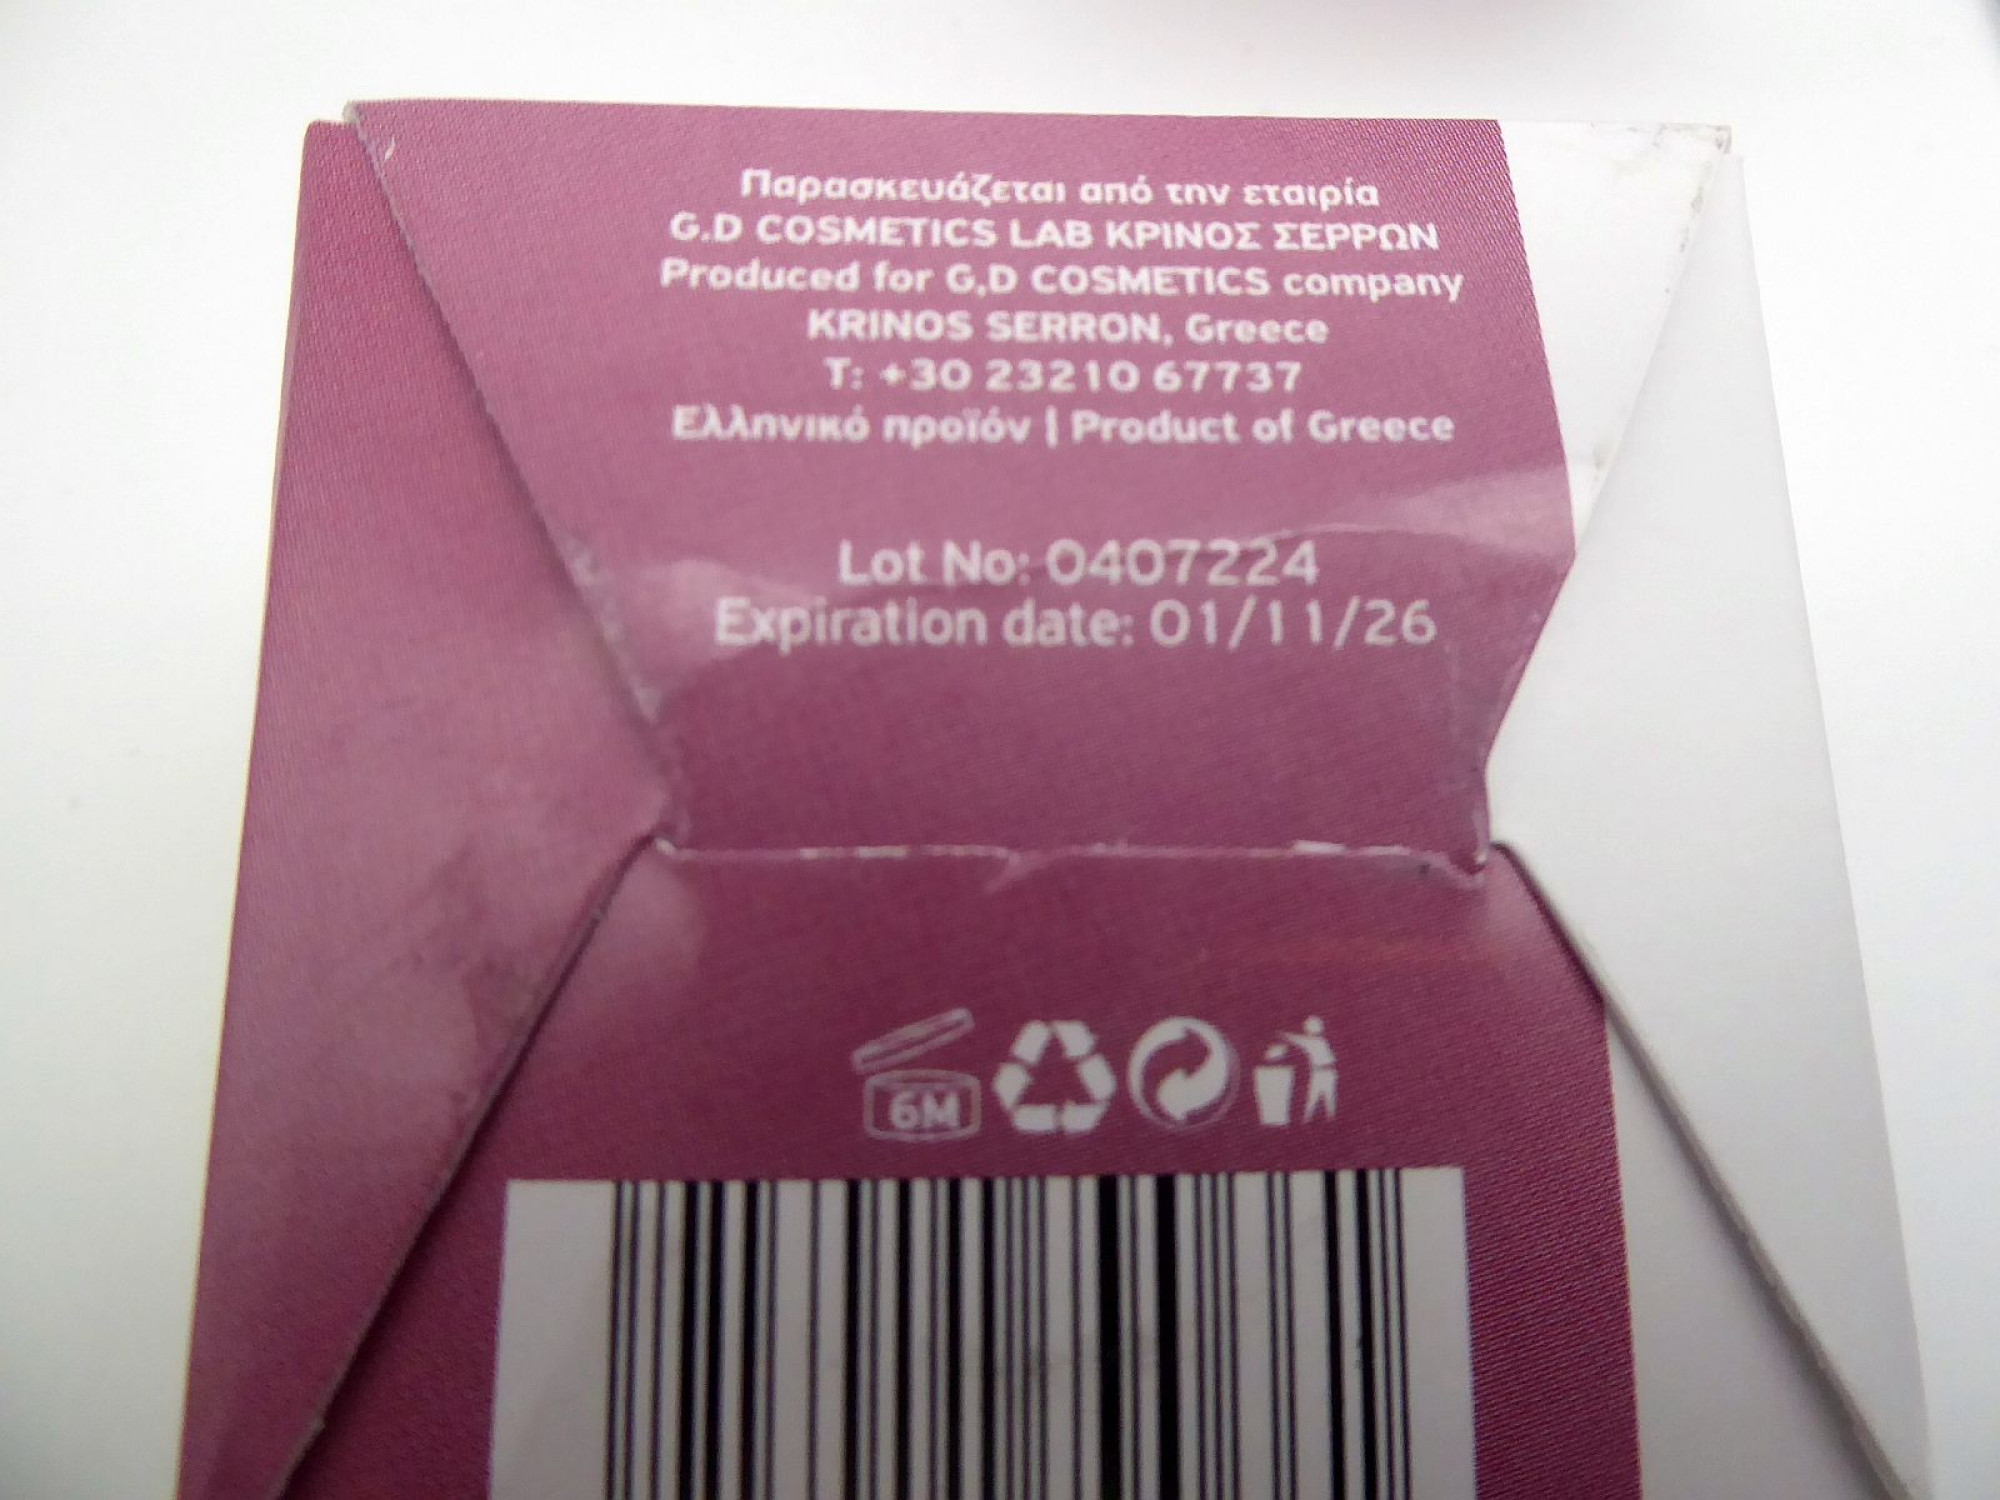 Παρασκευάζεται από την εταιρία
G.D COSMETICS LAB ΚΡΙΝΟΣ ΣΕΡΡΩΝ
Produced for G.D COSMETICS company
KRINOS SERRON, Greece
T: +30 23210 67737
Ελληνικό προϊόν | Product of Greece
Lot No: 0407224
Expiration date: 01/11/26
6M